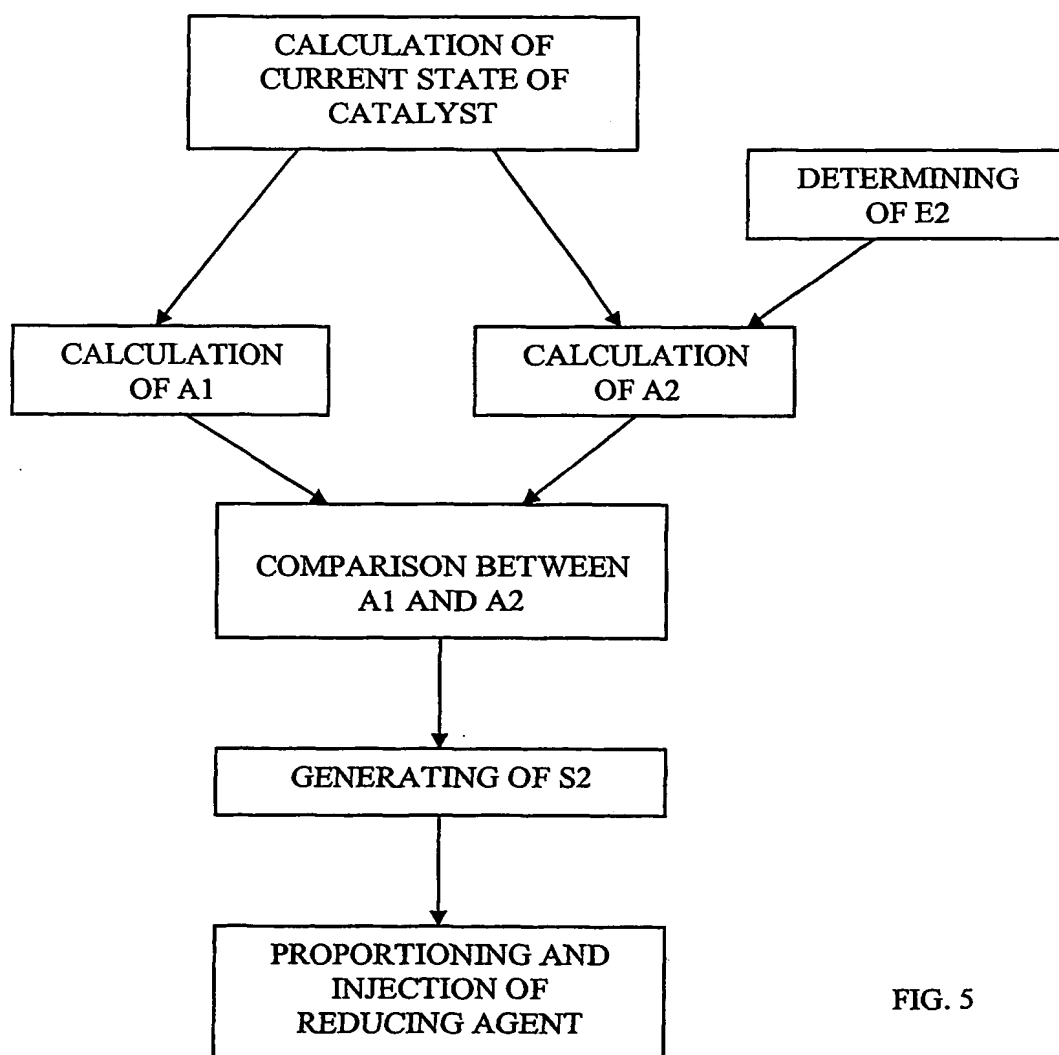 CALCULATION OF
CURRENT STATE OF
CATALYST
DETERMINING
OF E2
CALCULATION
OF A1
CALCULATION
OF A2
COMPARISON BETWEEN
A1 AND A2
GENERATING OF S2
PROPORTIONING AND
INJECTION OF
REDUCING AGENT
FIG. 5